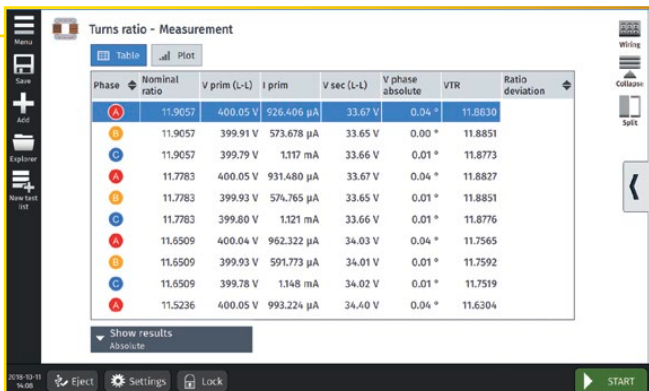 Turns ratio - Measurement
Menu
Table
Plot
Wiring
Save
Phase Nominal ratio V prim (L-L) I prim V sec (L-L) V phase absolute VTR Ratio deviation
Collapse
A 11.9057 400.05 V 926.406 µA 33.67 V 0.04 ° 11.8830
Add
Split
B 11.9057 399.91 V 573.678 µA 33.65 V 0.00 ° 11.8851
C 11.9057 399.79 V 1.117 mA 33.66 V 0.01 ° 11.8773
Explorer
A 11.7783 400.05 V 931.480 µA 33.67 V 0.04 ° 11.8827
B 11.7783 399.93 V 574.765 µA 33.65 V 0.01 ° 11.8851
New test list
C 11.7783 399.80 V 1.121 mA 33.66 V 0.01 ° 11.8776
A 11.6509 400.04 V 962.322 µA 34.03 V 0.04 ° 11.7565
B 11.6509 399.93 V 591.773 µA 34.01 V 0.01 ° 11.7592
C 11.6509 399.78 V 1.148 mA 34.02 V 0.01 ° 11.7519
A 11.5236 400.05 V 993.224 µA 34.40 V 0.04 ° 11.6304
Show results
Absolute
2018-10-11
14:08
Eject
Settings
Lock
START